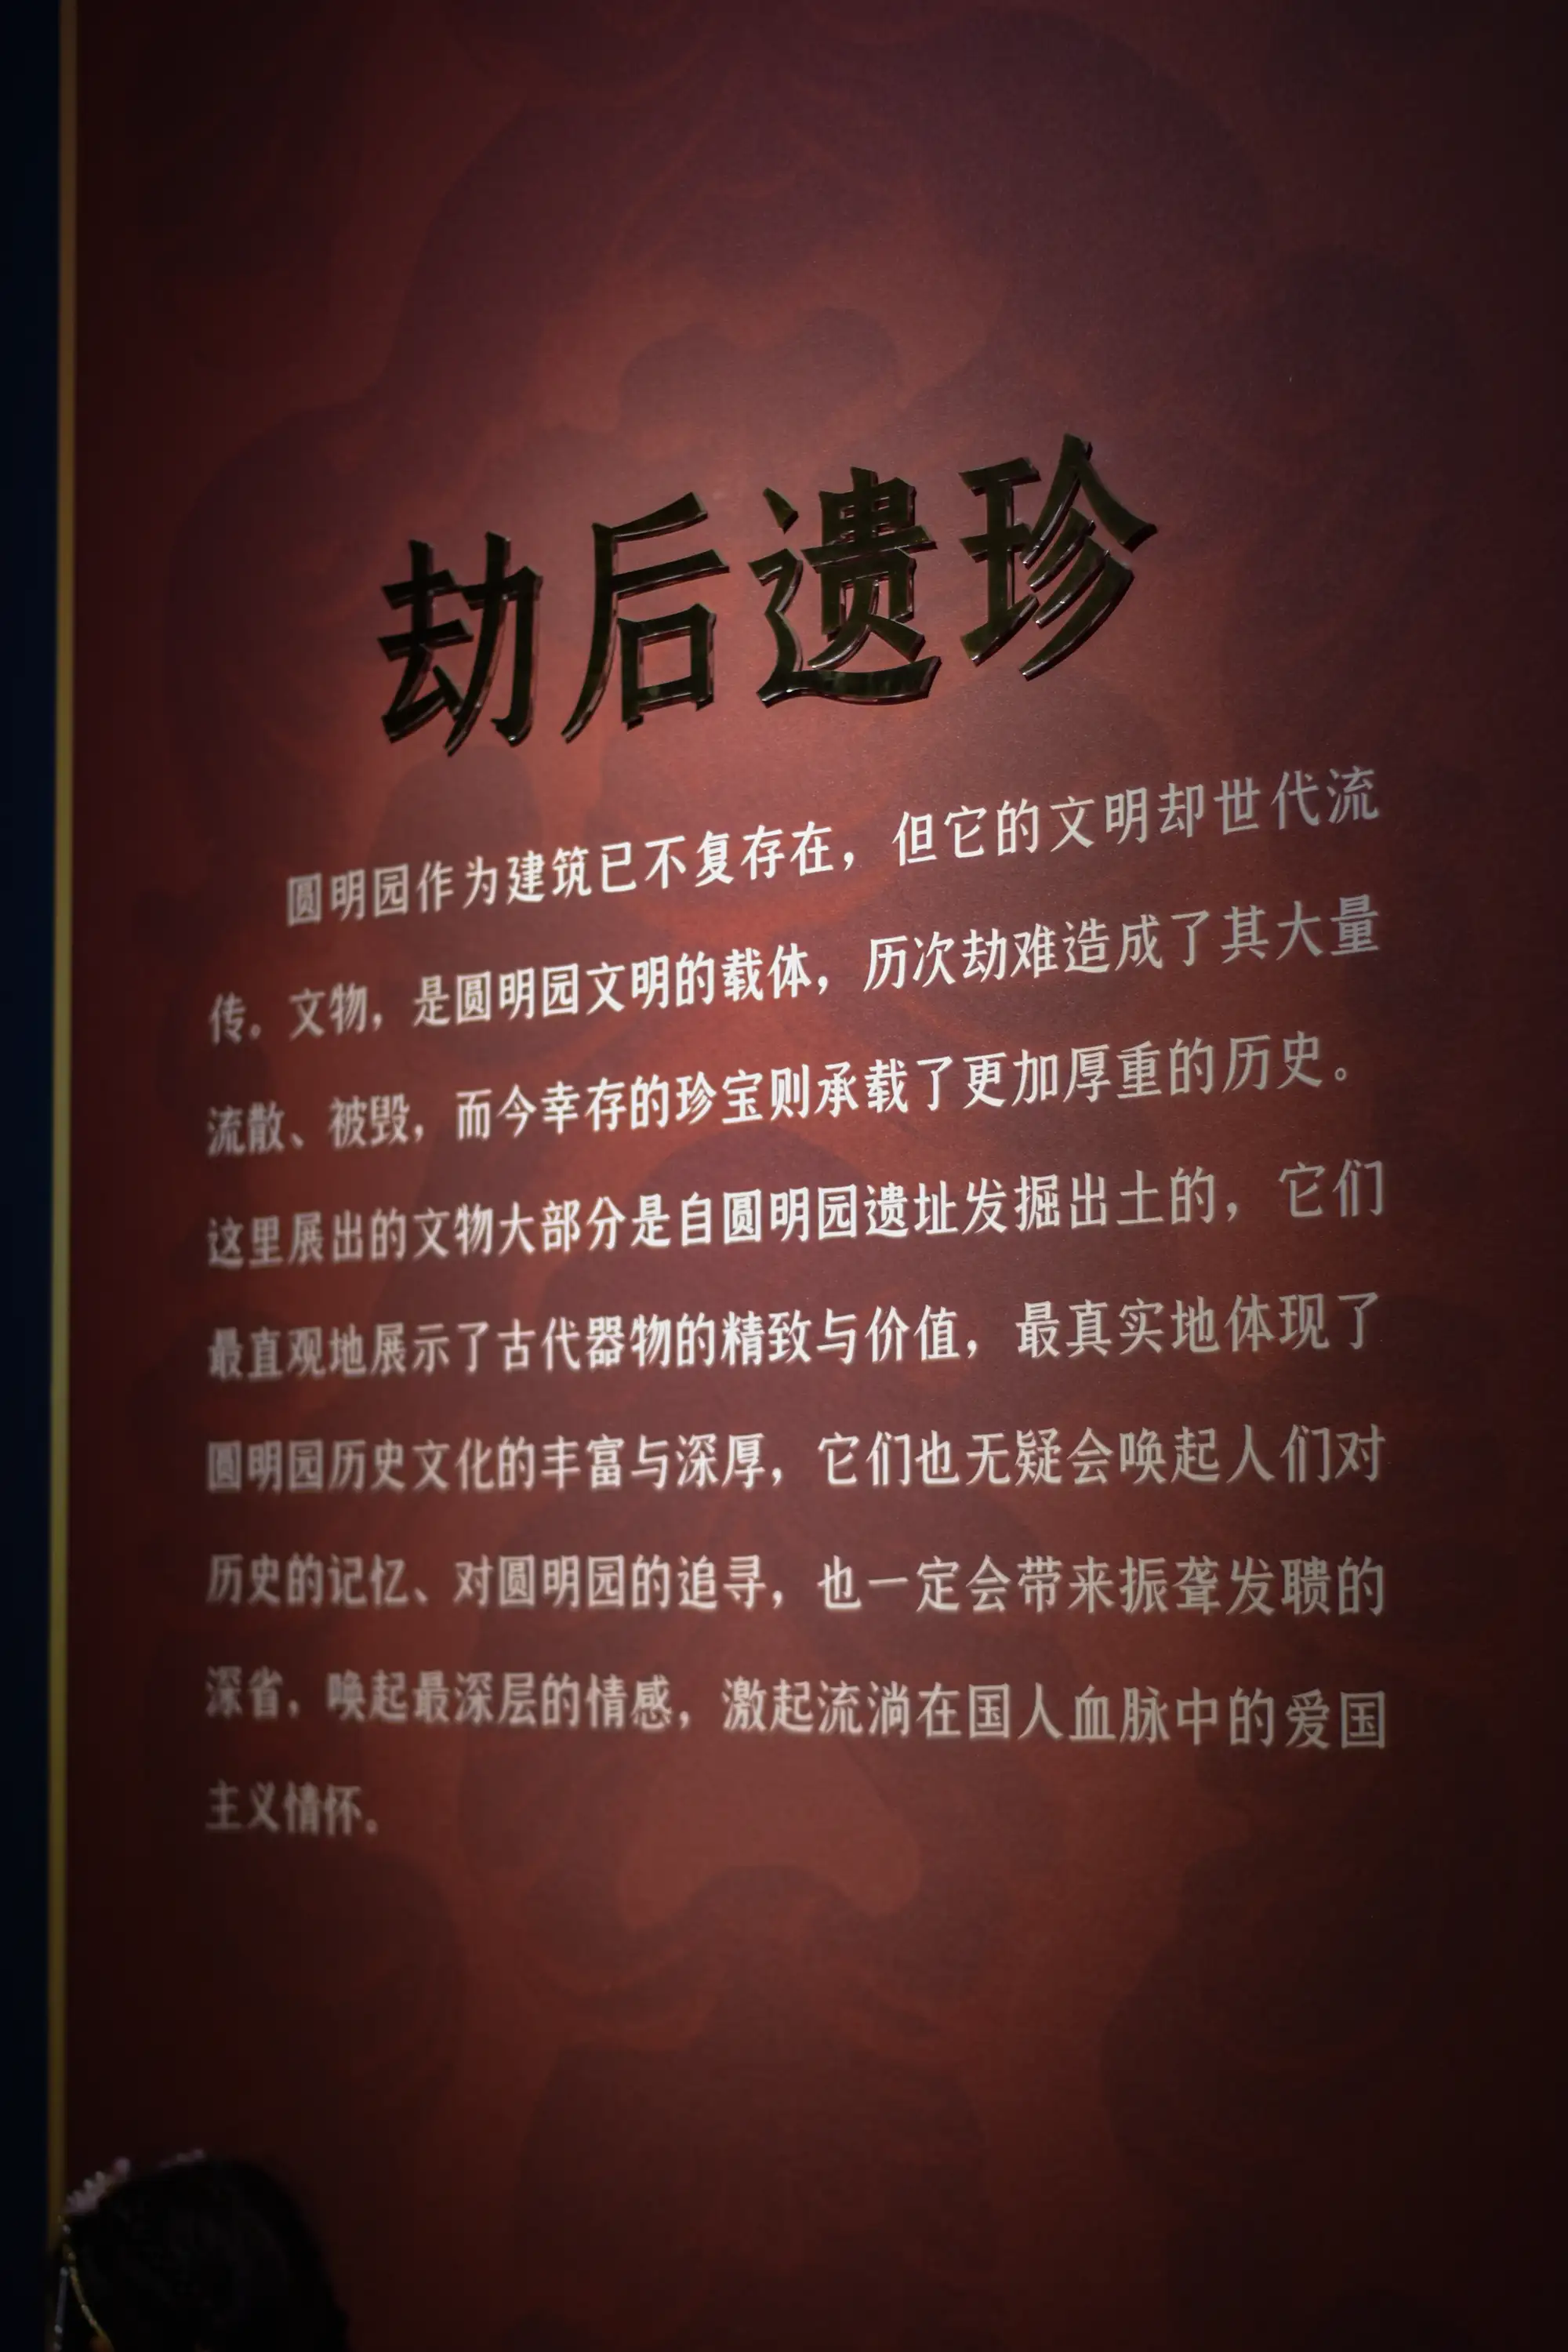 劫后遗珍
圆明园作为建筑已不复存在，但它的文明却世代流
传。文物，是圆明园文明的载体，历次劫难造成了其大量
流散、被毁，而今幸存的珍宝则承载了更加厚重的历史。
这里展出的文物大部分是自圆明园遗址发掘出土的，它们
最直观地展示了古代器物的精致与价值，最真实地体现了
圆明园历史文化的丰富与深厚，它们也无疑会唤起人们对
历史的记忆、对圆明园的追寻，也一定会带来振聋发聩的
深省，唤起最深层的情感，激起流淌在国人血脉中的爱国
主义情怀。